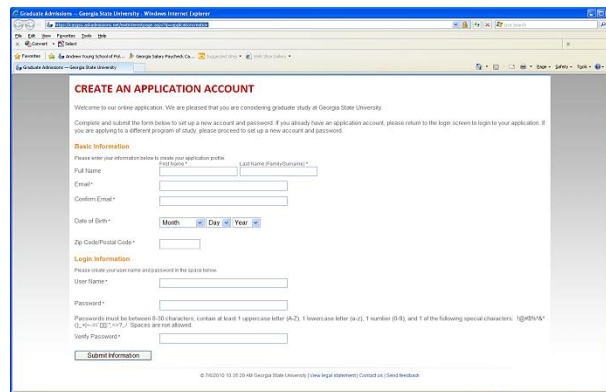 Graduate Admissions -- Georgia State University - Windows Internet Explorer
File Edit View Favorites Tools Help
Convert Select
Favorites Andrew Young School of Pol... Georgia Salary Paycheck Ca... Suggested Sites Web Slice Gallery
Graduate Admissions -- Georgia State University
Page Safety Tools
CREATE AN APPLICATION ACCOUNT
Welcome to our online application. We are pleased that you are considering graduate study at Georgia State University.
Complete and submit the form below to set up a new account and password. If you already have an application account, please return to the login screen to login to your application. If
you are applying to a different program of study, please proceed to set up a new account and password.
Basic Information
Please enter your information below to create your application profile
First Name * Last Name (Family/Surname) *
Full Name
Email *
Confirm Email *
Date of Birth * Month Day Year
Zip Code/Postal Code *
Login Information
Please create your user name and password in the space below.
User Name *
Password *
Passwords must be between 8-30 characters; contain at least 1 uppercase letter (A-Z), 1 lowercase letter (a-z), 1 number (0-9), and 1 of the following special characters:
Spaces are not allowed.
Verify Password *
Submit Information
Georgia State University | View legal statement | Contact us | Send feedback